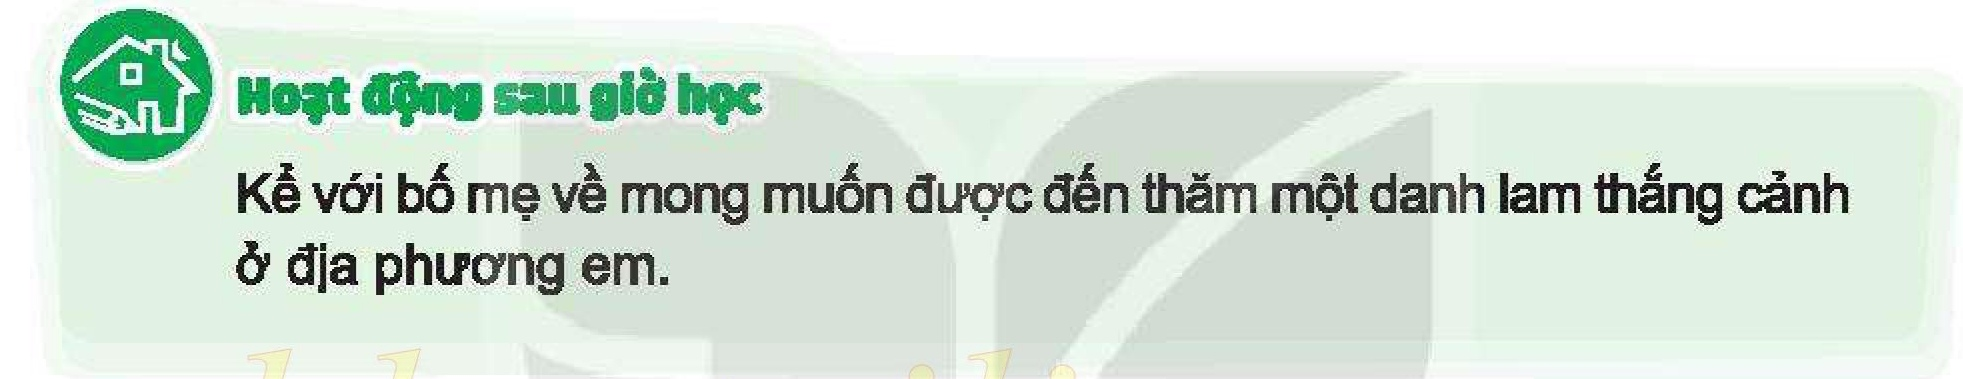 Hoạt động sau giờ học
Kể với bố mẹ về mong muốn được đến thăm một danh lam thắng cảnh
ở địa phương em.